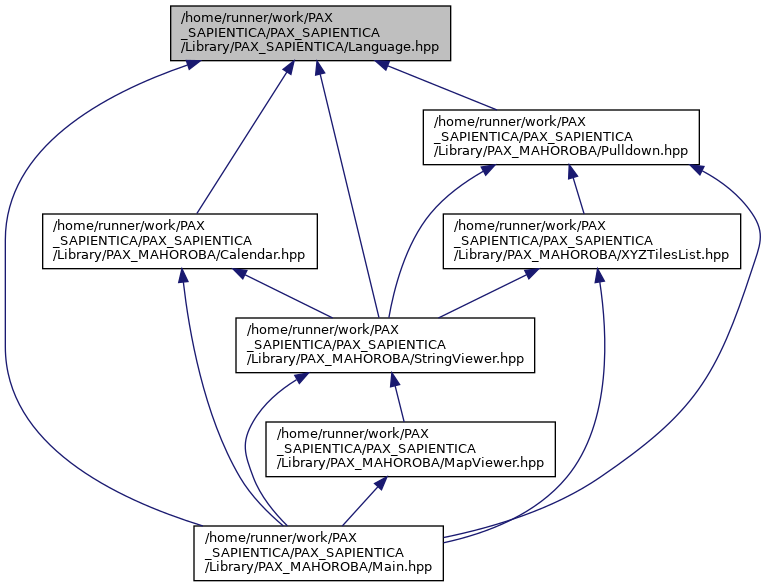 /home/runner/work/PAX
_SAPIENTICA/PAX_SAPIENTICA
/Library/PAX_SAPIENTICA/Language.hpp
/home/runner/work/PAX
_SAPIENTICA/PAX_SAPIENTICA
/Library/PAX_MAHOROBA/Pulldown.hpp
/home/runner/work/PAX
_SAPIENTICA/PAX_SAPIENTICA
/Library/PAX_MAHOROBA/Calendar.hpp
/home/runner/work/PAX
_SAPIENTICA/PAX_SAPIENTICA
/Library/PAX_MAHOROBA/XYZTilesList.hpp
/home/runner/work/PAX
_SAPIENTICA/PAX_SAPIENTICA
/Library/PAX_MAHOROBA/StringViewer.hpp
/home/runner/work/PAX
_SAPIENTICA/PAX_SAPIENTICA
/Library/PAX_MAHOROBA/MapViewer.hpp
/home/runner/work/PAX
_SAPIENTICA/PAX_SAPIENTICA
/Library/PAX_MAHOROBA/Main.hpp